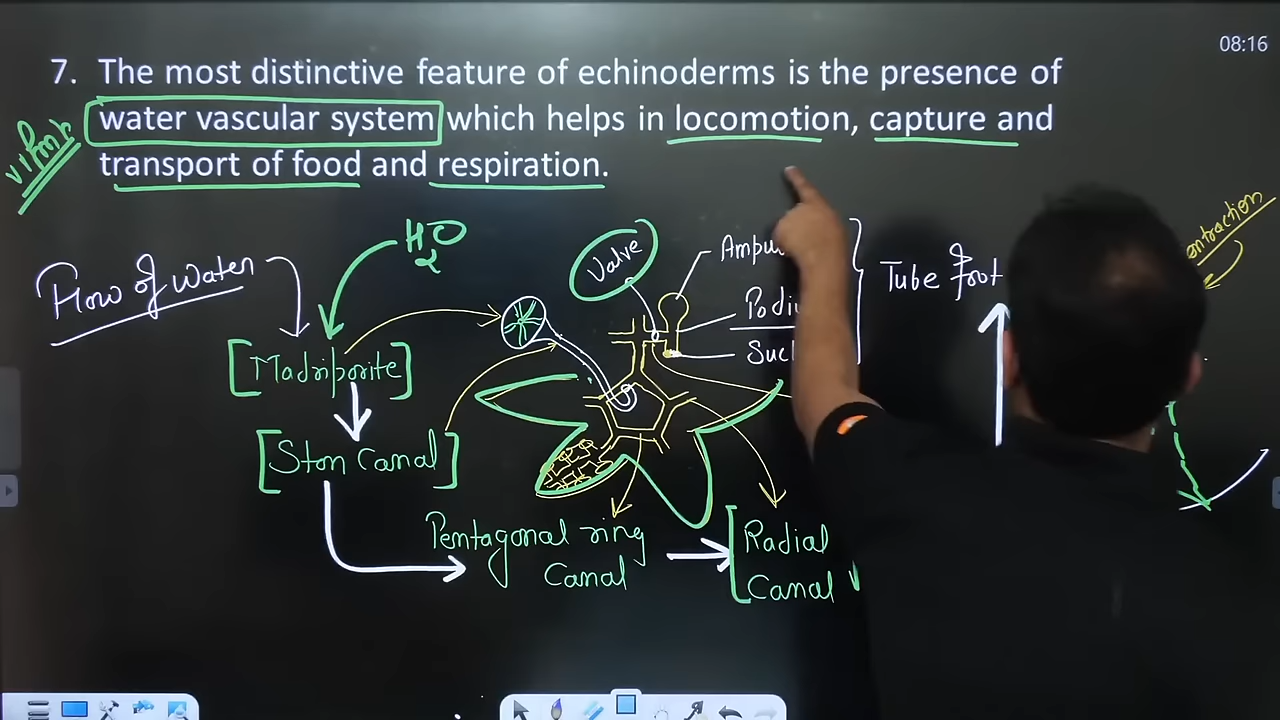 08:16
7. The most distinctive feature of echinoderms is the presence of
water vascular system which helps in locomotion, capture and
transport of food and respiration.
Flow of water
H2O
Valve
Tube foot
[Madriporite]
[Ston Canal]
Pentagonal ring
Canal
Radial
Canal